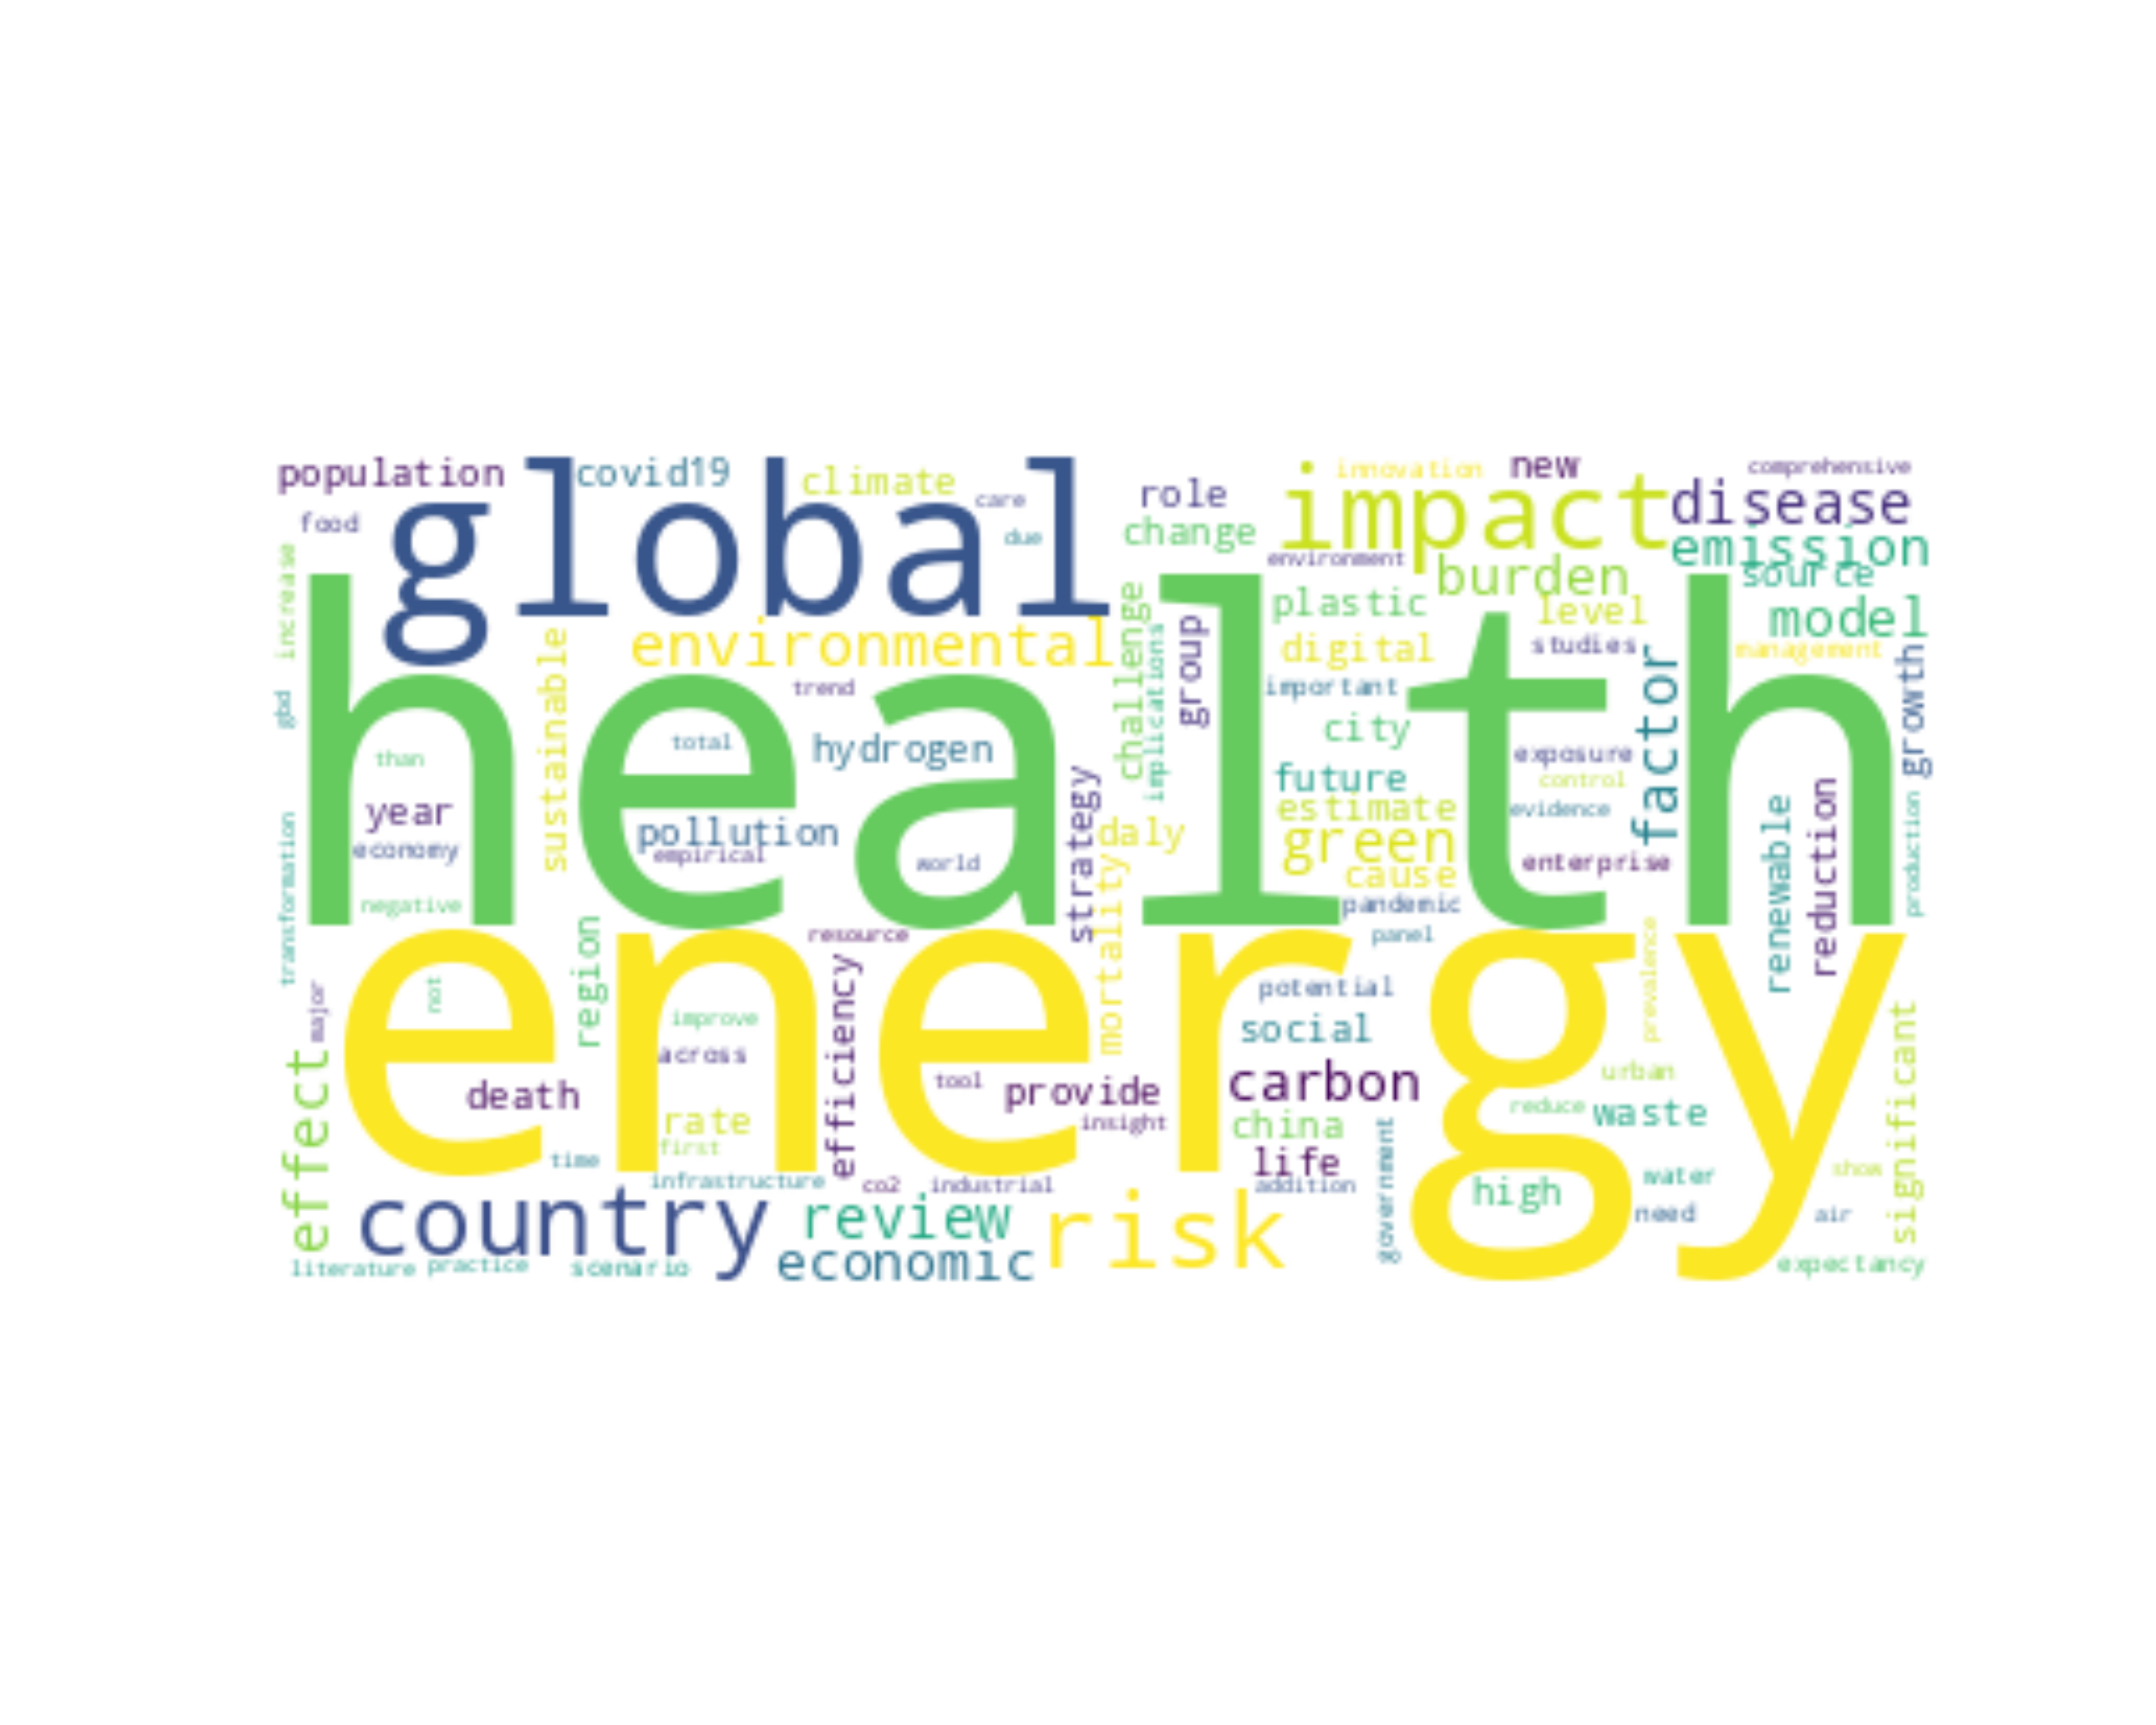 population
covid19
climate
care
food
global
due
role
change
innovation
new
comprehensive
impact
disease
environment
emission
source
burden
increase
health
environmental
challenge
implications
group
plastic
level
model
digital
studies
management
growth
factor
gbd
sustainable
trend
important
total
hydrogen
city
than
exposure
future
control
strategy
year
pollution
estimate
evidence
renewable
reduction
production
economy
empirical
world
daly
green
enterprise
cause
transformation
negative
mortality
pandemic
energy
region
resource
panel
prevalence
major
not
efficiency
potential
improve
social
significant
across
effect
death
tool
provide
carbon
urban
rate
insight
china
reduce
waste
government
first
time
life
infrastructure
co2
industrial
addition
high
water
show
country
review
risk
need
air
economic
literature
practice
scenario
expectancy